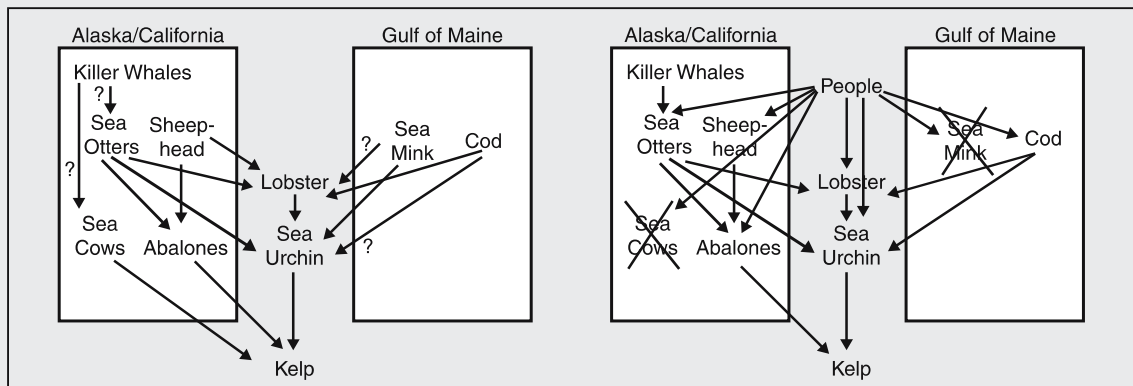 Alaska/California
Gulf of Maine
Killer Whales
?
Sea
Otters
Sheep-
head
?
Sea
Mink
Cod
?
Lobster
Sea
Cows
Abalones
Sea
Urchin
?
Kelp
Alaska/California
Gulf of Maine
Killer Whales
People
Sea
Otters
Sheep-
head
Sea
Mink
Cod
Lobster
Sea
Cows
Abalones
Sea
Urchin
Kelp